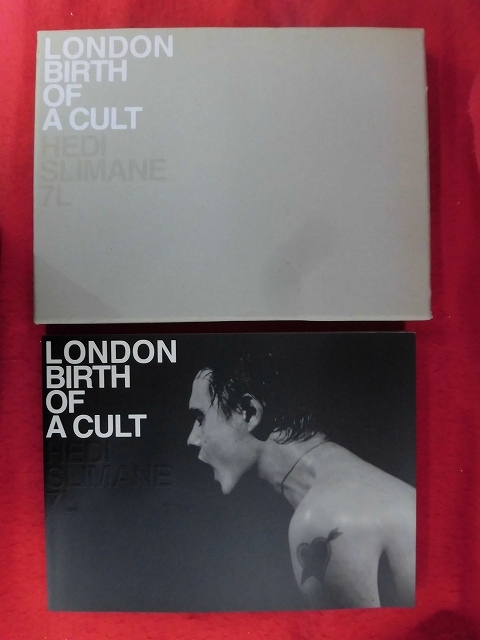 LONDON
BIRTH
OF
A CULT
HEDI
SLIMANE
7L
LONDON
BIRTH
OF
A CULT
HEDI
SLIMANE
7L